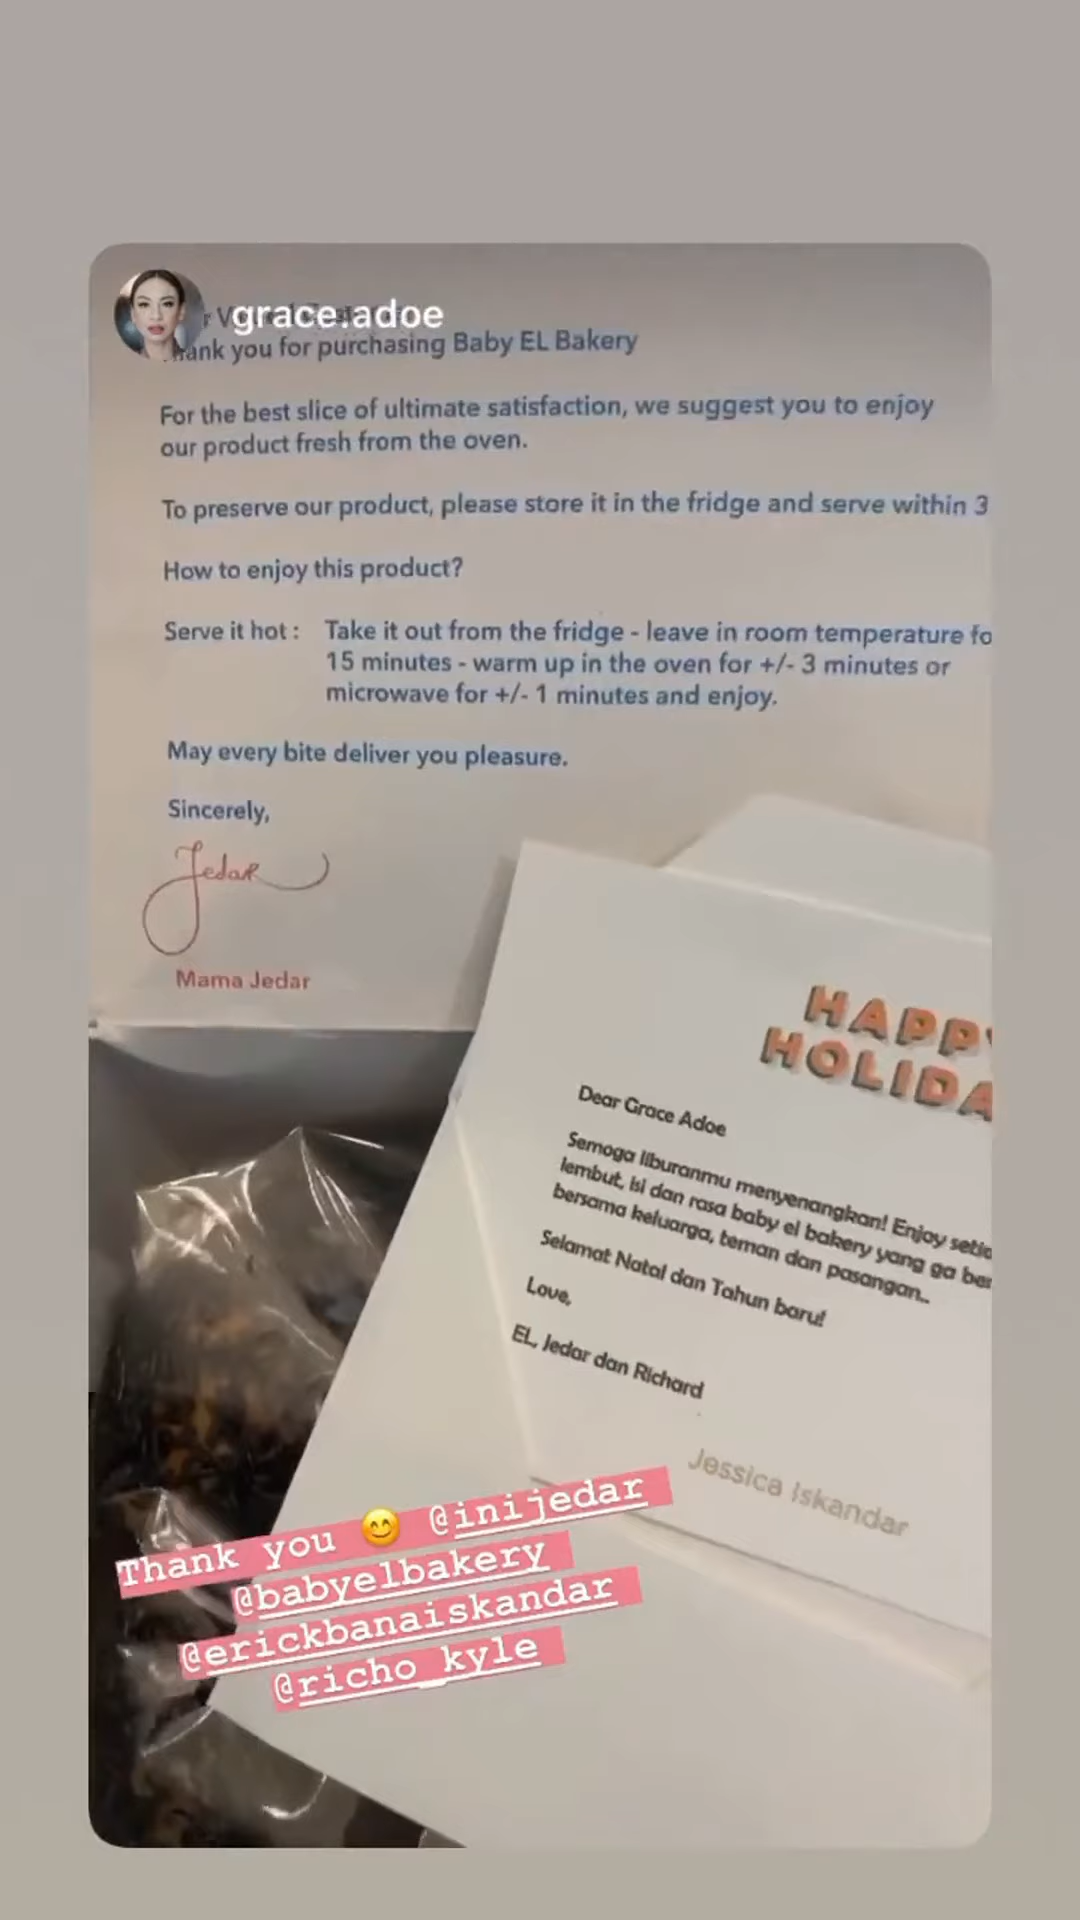 grace.adoe
hank you for purchasing Baby EL Bakery
For the best slice of ultimate satisfaction, we suggest you to enjoy
our product fresh from the oven.
To preserve our product, please store it in the fridge and serve within 3
How to enjoy this product?
Serve it hot : Take it out from the fridge - leave in room temperature fo
15 minutes - warm up in the oven for +/- 3 minutes or
microwave for +/- 1 minutes and enjoy.
May every bite deliver you pleasure.
Sincerely,
Jedar
Mama Jedar
HAPPY
HOLIDA
Dear Grace Adoe
Semoga liburanmu menyenangkan! Enjoy setia
lembut, isi dan rasa baby el bakery yang ga ber
bersama keluarga, teman dan pasangan..
Selamat Natal dan Tahun baru!
Love,
EL, Jedar dan Richard
Jessica Iskandar
Thank you 😊 @inijedar
@babyelbakery
@erickbanaiskandar
@richo_kyle